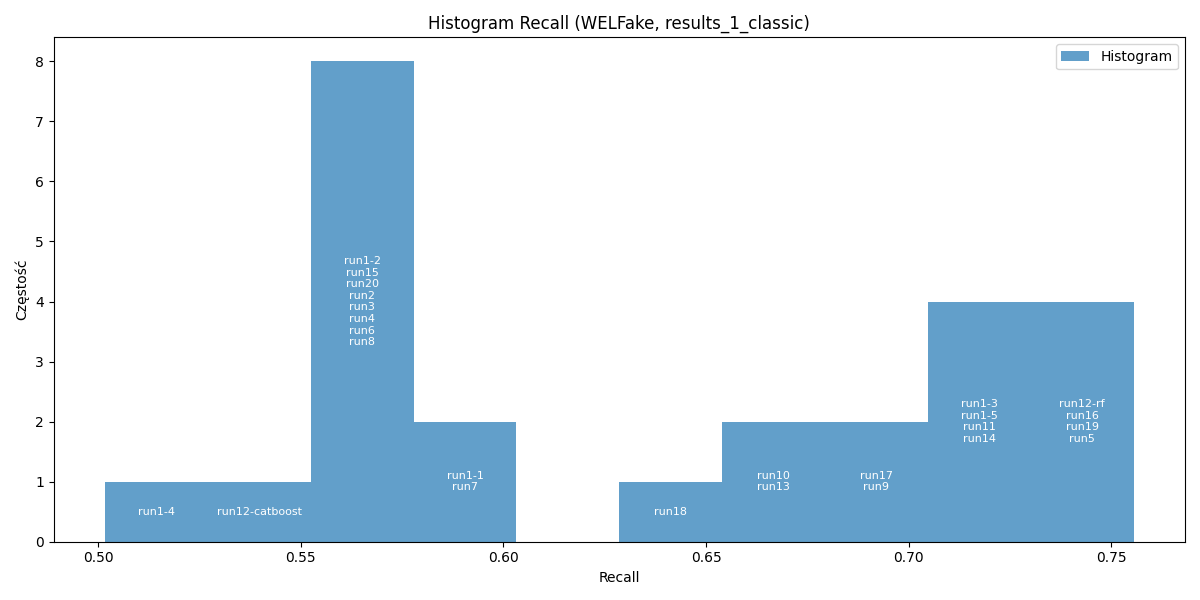 Histogram Recall (WELFake, results_1_classic)
Histogram
Częstość
8
7
6
5
4
3
2
1
0
run1-4
run12-catboost
run1-2
run15
run20
run2
run3
run4
run6
run8
run1-1
run7
run18
run10
run13
run17
run9
run1-3
run1-5
run11
run14
run12-rf
run16
run19
run5
0.50 0.55 0.60 0.65 0.70 0.75
Recall